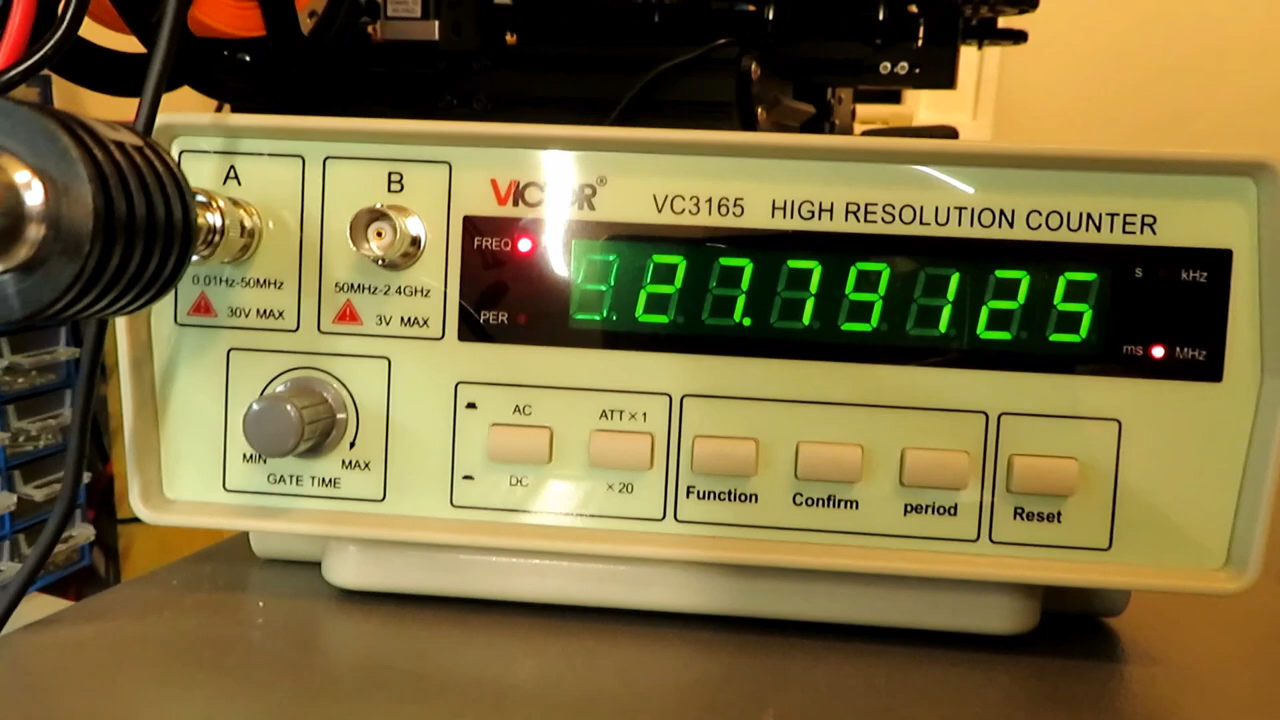 A
0.01Hz-50MHz
30V MAX
B
50MHz-2.4GHz
3V MAX
VICTOR®
VC3165 HIGH RESOLUTION COUNTER
FREQ
PER
27.79125
s kHz
ms MHz
MIN MAX
GATE TIME
AC
DC
ATT×1
×20
Function
Confirm
period
Reset